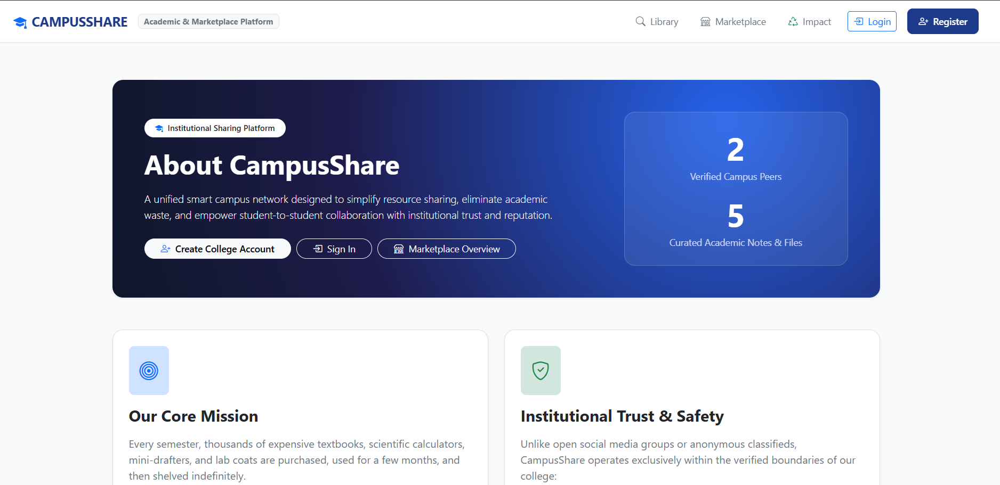 CAMPUSSHARE
Academic & Marketplace Platform
Library
Marketplace
Impact
Login
Register
Institutional Sharing Platform
About CampusShare
A unified smart campus network designed to simplify resource sharing, eliminate academic
waste, and empower student-to-student collaboration with institutional trust and reputation.
Create College Account
Sign In
Marketplace Overview
2
Verified Campus Peers
5
Curated Academic Notes & Files
Our Core Mission
Every semester, thousands of expensive textbooks, scientific calculators,
mini-drafters, and lab coats are purchased, used for a few months, and
then shelved indefinitely.
Institutional Trust & Safety
Unlike open social media groups or anonymous classifieds,
CampusShare operates exclusively within the verified boundaries of our
college: